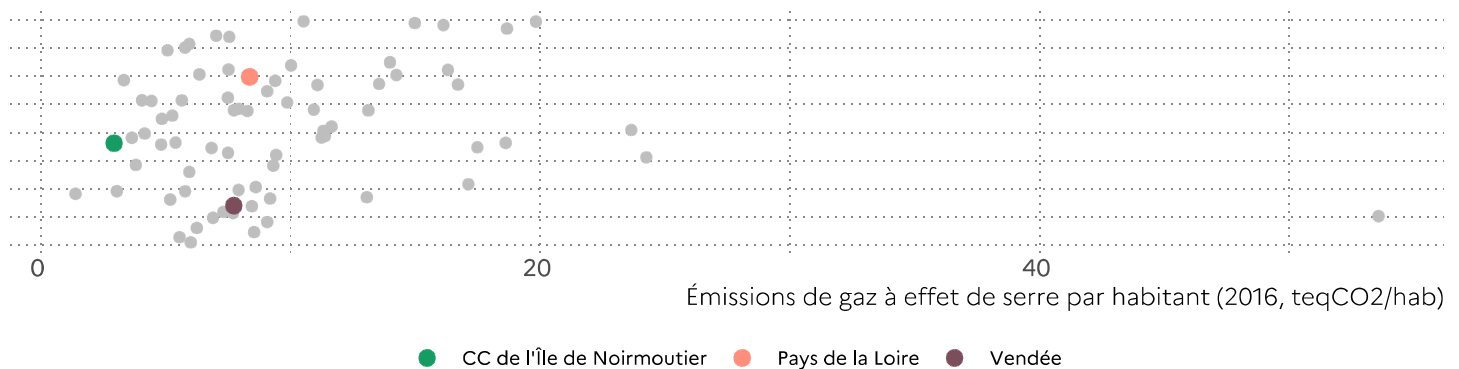 0 20 40
Émissions de gaz à effet de serre par habitant (2016, teqCO2/hab)
CC de l'Île de Noirmoutier Pays de la Loire Vendée